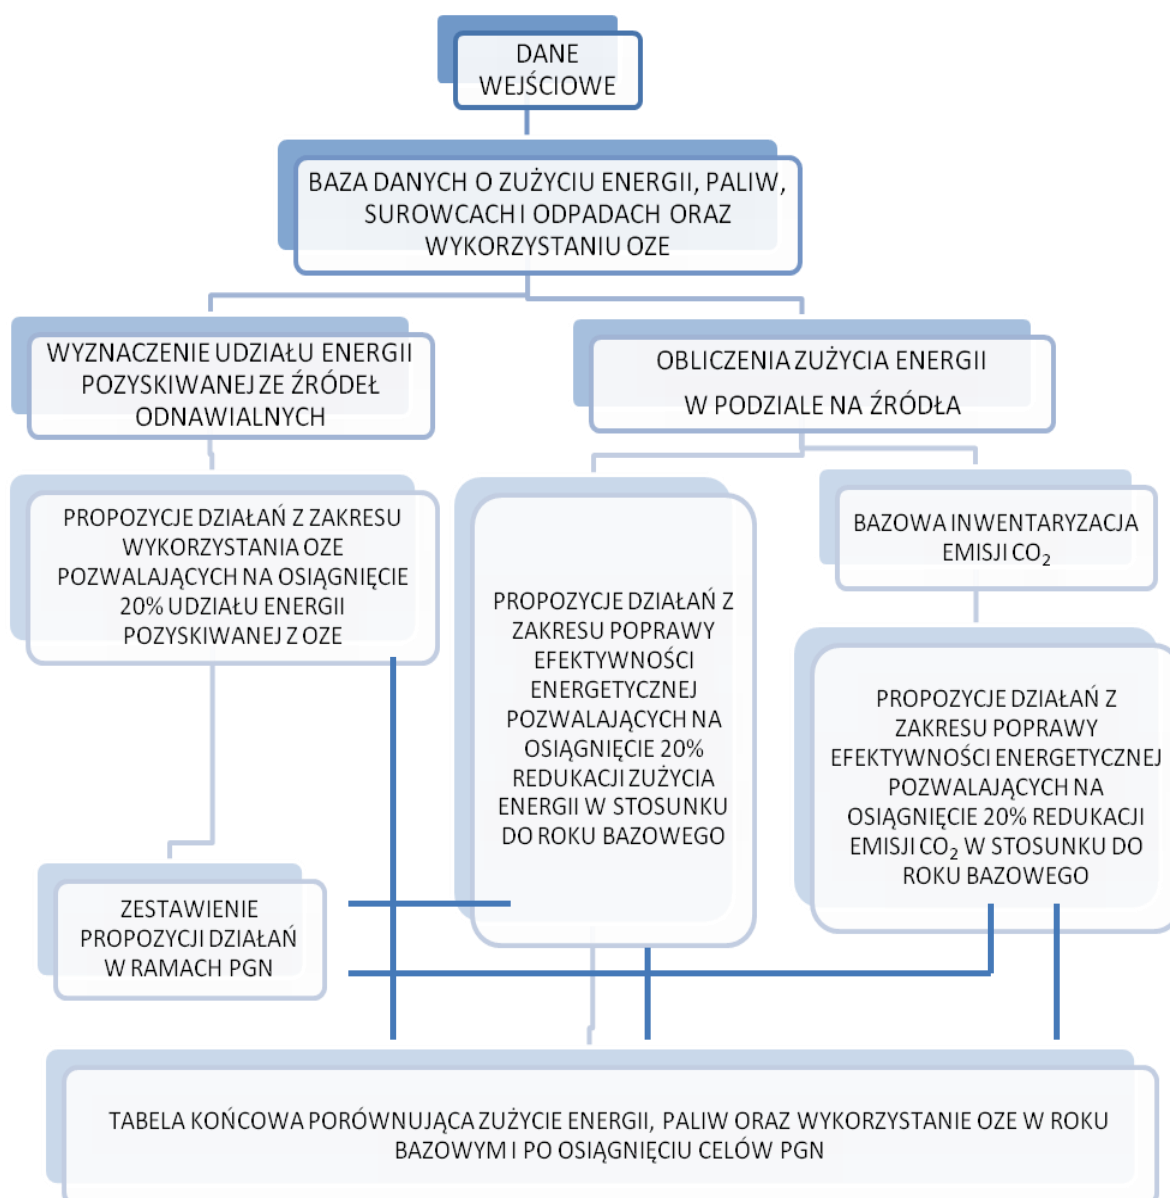 DANE
WEJŚCIOWE
BAZA DANYCH O ZUŻYCIU ENERGII, PALIW,
SUROWCACH I ODPADACH ORAZ
WYKORZYSTANIU OZE
WYZNACZENIE UDZIAŁU ENERGII
POZYSKIWANEJ ZE ŹRÓDEŁ
ODNAWIALNYCH
OBLICZENIA ZUŻYCIA ENERGII
W PODZIALE NA ŹRÓDŁA
PROPOZYCJE DZIAŁAŃ Z ZAKRESU
WYKORZYSTANIA OZE
POZWALAJĄCYCH NA OSIĄGNIĘCIE
20% UDZIAŁU ENERGII
POZYSKIWANEJ Z OZE
PROPOZYCJE DZIAŁAŃ Z
ZAKRESU POPRAWY
EFEKTYWNOŚCI
ENERGETYCZNEJ
POZWALAJĄCYCH NA
OSIĄGNIĘCIE 20%
REDUKACJI ZUŻYCIA
ENERGII W STOSUNKU
DO ROKU BAZOWEGO
BAZOWA INWENTARYZACJA
EMISJI CO₂
PROPOZYCJE DZIAŁAŃ Z
ZAKRESU POPRAWY
EFEKTYWNOŚCI ENERGETYCZNEJ
POZWALAJĄCYCH NA
OSIĄGNIĘCIE 20% REDUKACJI
EMISJI CO₂ W STOSUNKU DO
ROKU BAZOWEGO
ZESTAWIENIE
PROPOZYCJI DZIAŁAŃ
W RAMACH PGN
TABELA KOŃCOWA PORÓWNUJĄCA ZUŻYCIE ENERGII, PALIW ORAZ WYKORZYSTANIE OZE W ROKU
BAZOWYM I PO OSIĄGNIĘCIU CELÓW PGN